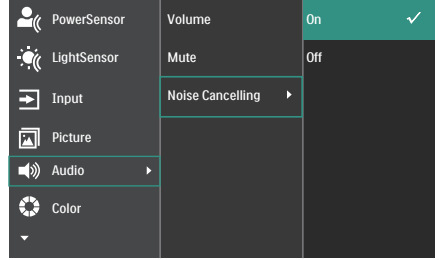 PowerSensor
LightSensor
Input
Picture
Audio
Color
Volume
Mute
Noise Cancelling
On
Off